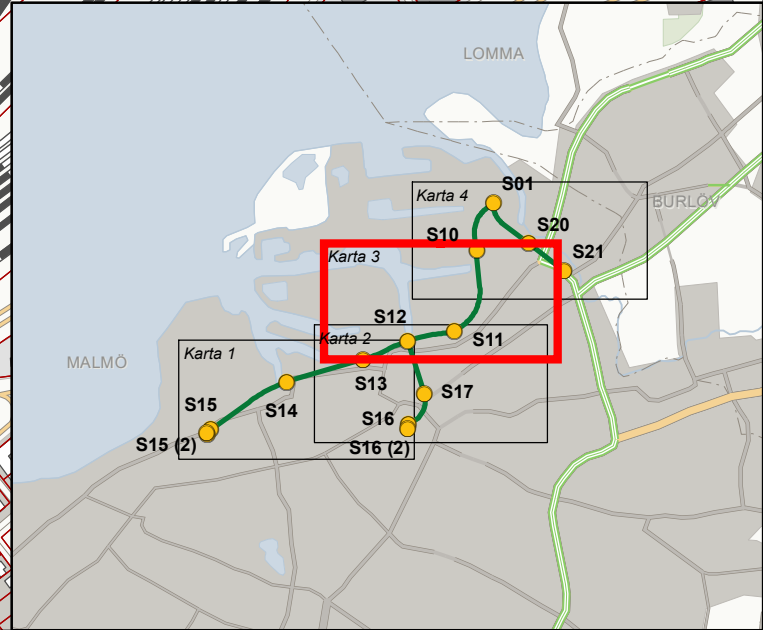 LOMMA
S01
Karta 4
BURLÖV
S20
S10
S21
Karta 3
S12
S11
Karta 2
Karta 1
MALMÖ
S13
S14
S17
S15
S16
S15 (2)
S16 (2)